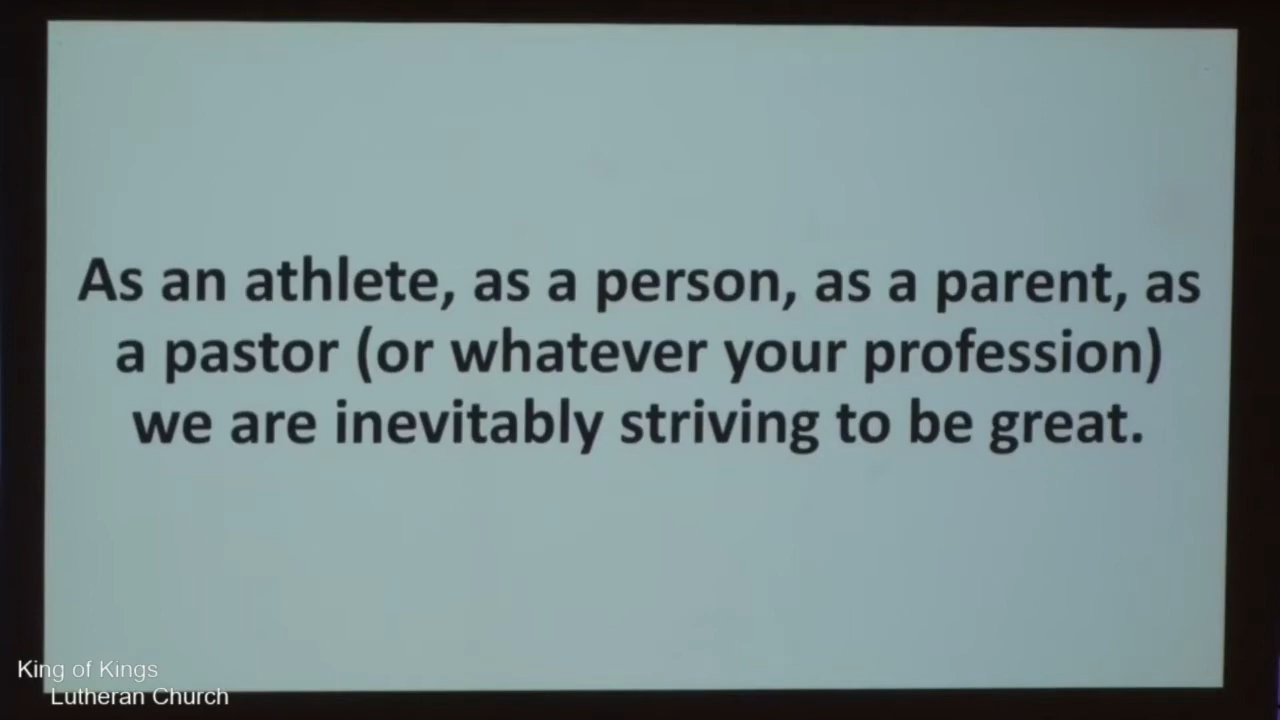 As an athlete, as a person, as a parent, as
a pastor (or whatever your profession)
we are inevitably striving to be great.
King of Kings
Lutheran Church